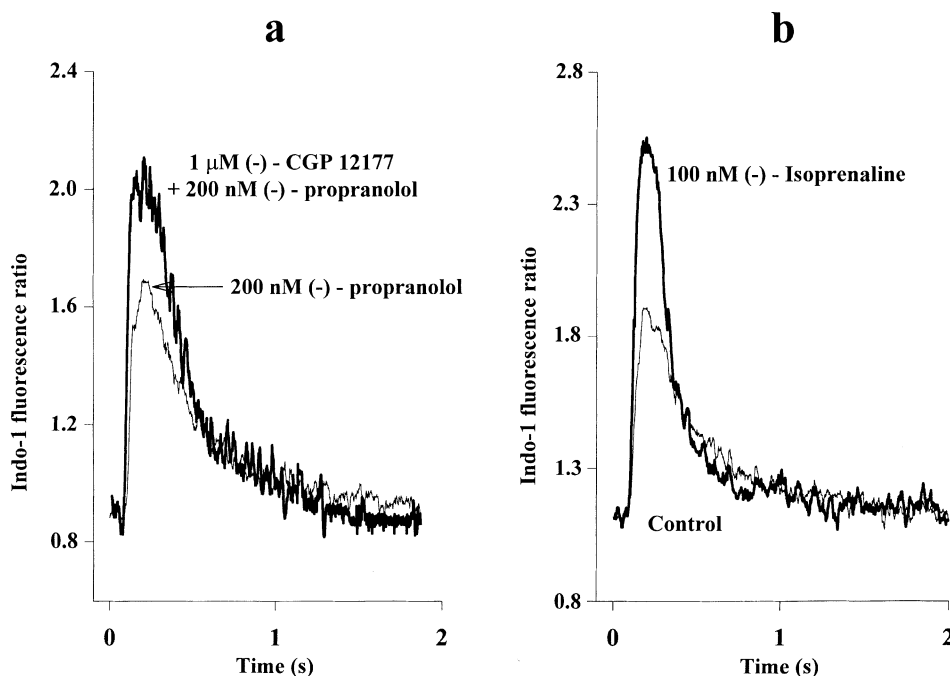 a
2.4
2.0
1.6
1.2
0.8
Indo-1 fluorescence ratio
1 μM (-) - CGP 12177
+ 200 nM (-) - propranolol
200 nM (-) - propranolol
0
1
2
Time (s)
b
2.8
2.3
1.8
1.3
0.8
Indo-1 fluorescence ratio
100 nM (-) - Isoprenaline
Control
0
1
2
Time (s)